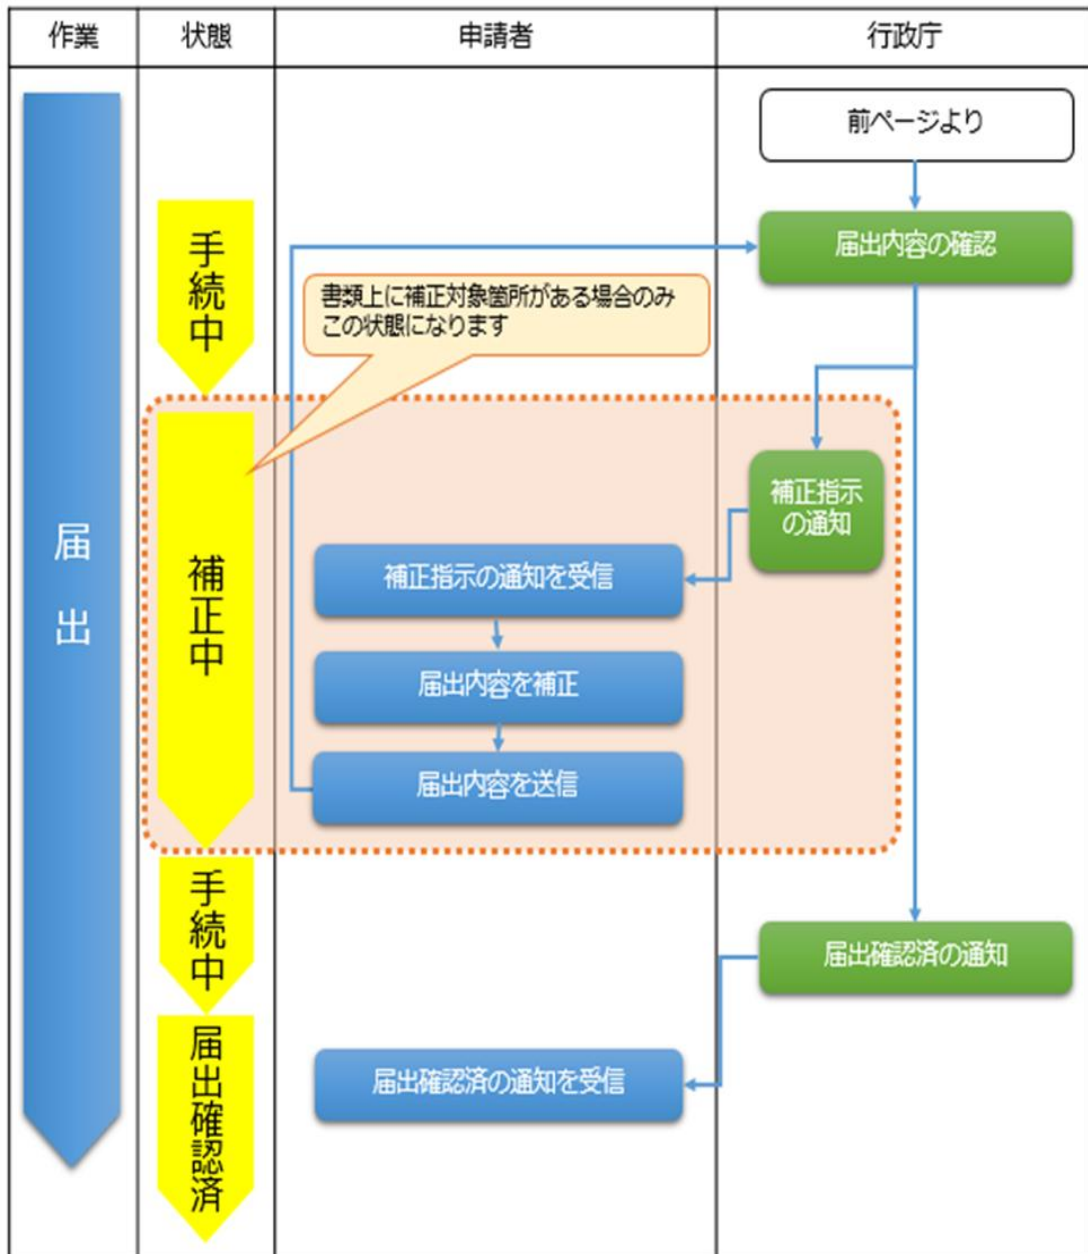 作業
状態
申請者
行政庁
前ページより
届出内容の確認
手続中
書類上に補正対象箇所がある場合のみ
この状態になります
届出
補正中
補正指示
の通知
補正指示の通知を受信
届出内容を補正
届出内容を送信
手続中
届出確認済の通知
届出確認済
届出確認済の通知を受信